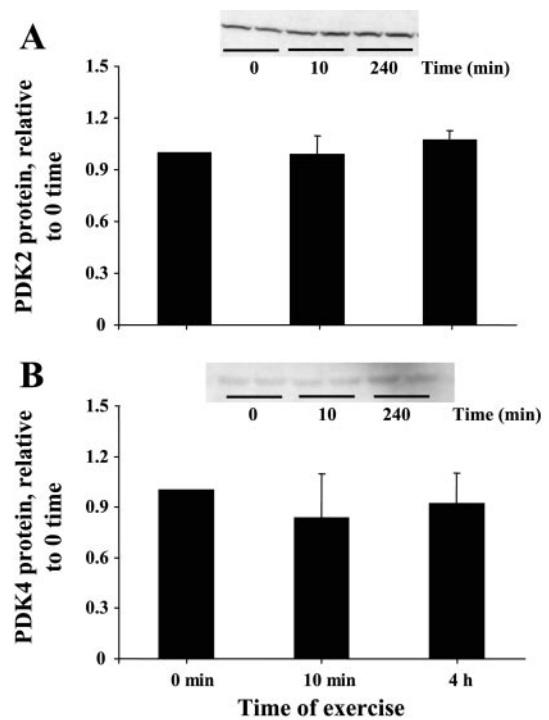 A
0 10 240 Time (min)
PDK2 protein, relative
to 0 time
1.5
1.2
0.9
0.6
0.3
0
B
0 10 240 Time (min)
PDK4 protein, relative
to 0 time
1.5
1.2
0.9
0.6
0.3
0
0 min 10 min 4 h
Time of exercise